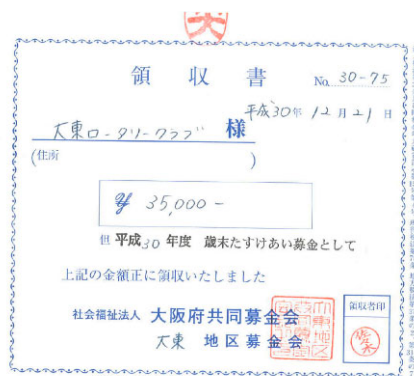 領収書
No. 30-75
平成30年12月21日
大東ロータリークラブ 様
(住所 )
¥ 35,000-
但 平成30年度 歳末たすけあい募金として
上記の金額正に領収いたしました
社会福祉法人 大阪府共同募金会
大東 地区募金会
領収者印